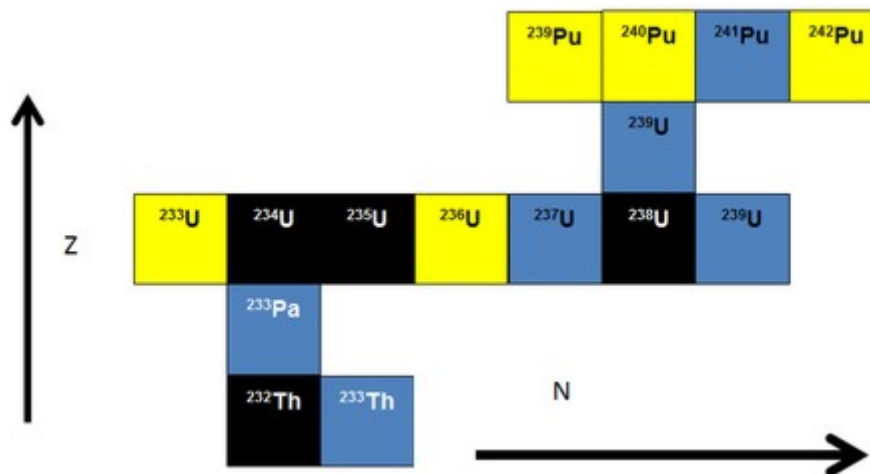 ²³⁹Pu ²⁴⁰Pu ²⁴¹Pu ²⁴²Pu
²³⁹U
Z
²³³U ²³⁴U ²³⁵U ²³⁶U ²³⁷U ²³⁸U ²³⁹U
²³³Pa
²³²Th ²³³Th
N